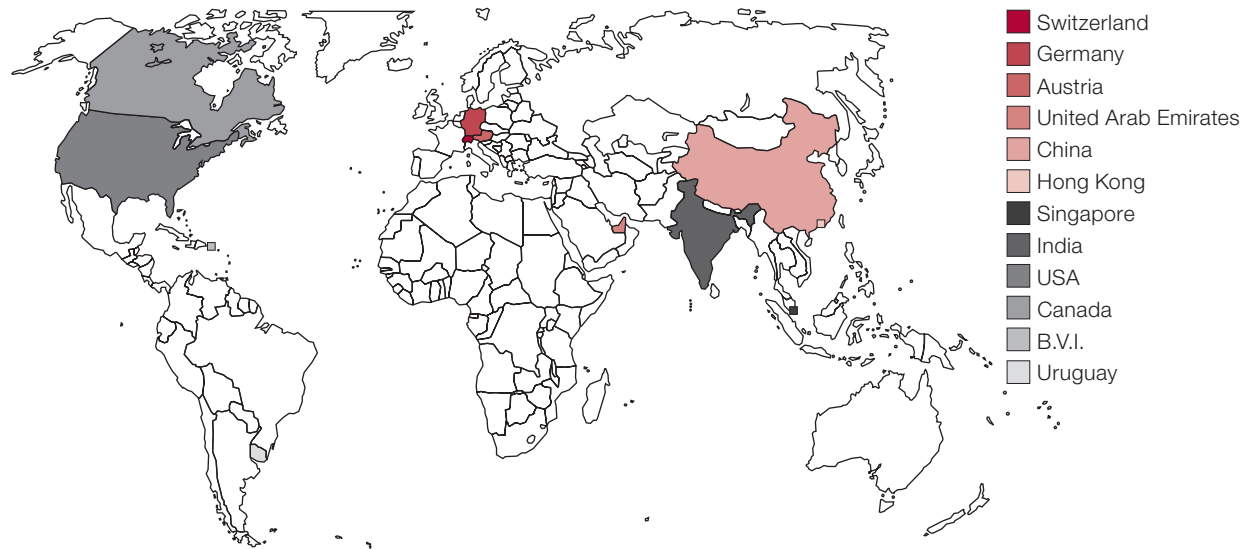 Switzerland
Germany
Austria
United Arab Emirates
China
Hong Kong
Singapore
India
USA
Canada
B.V.I.
Uruguay